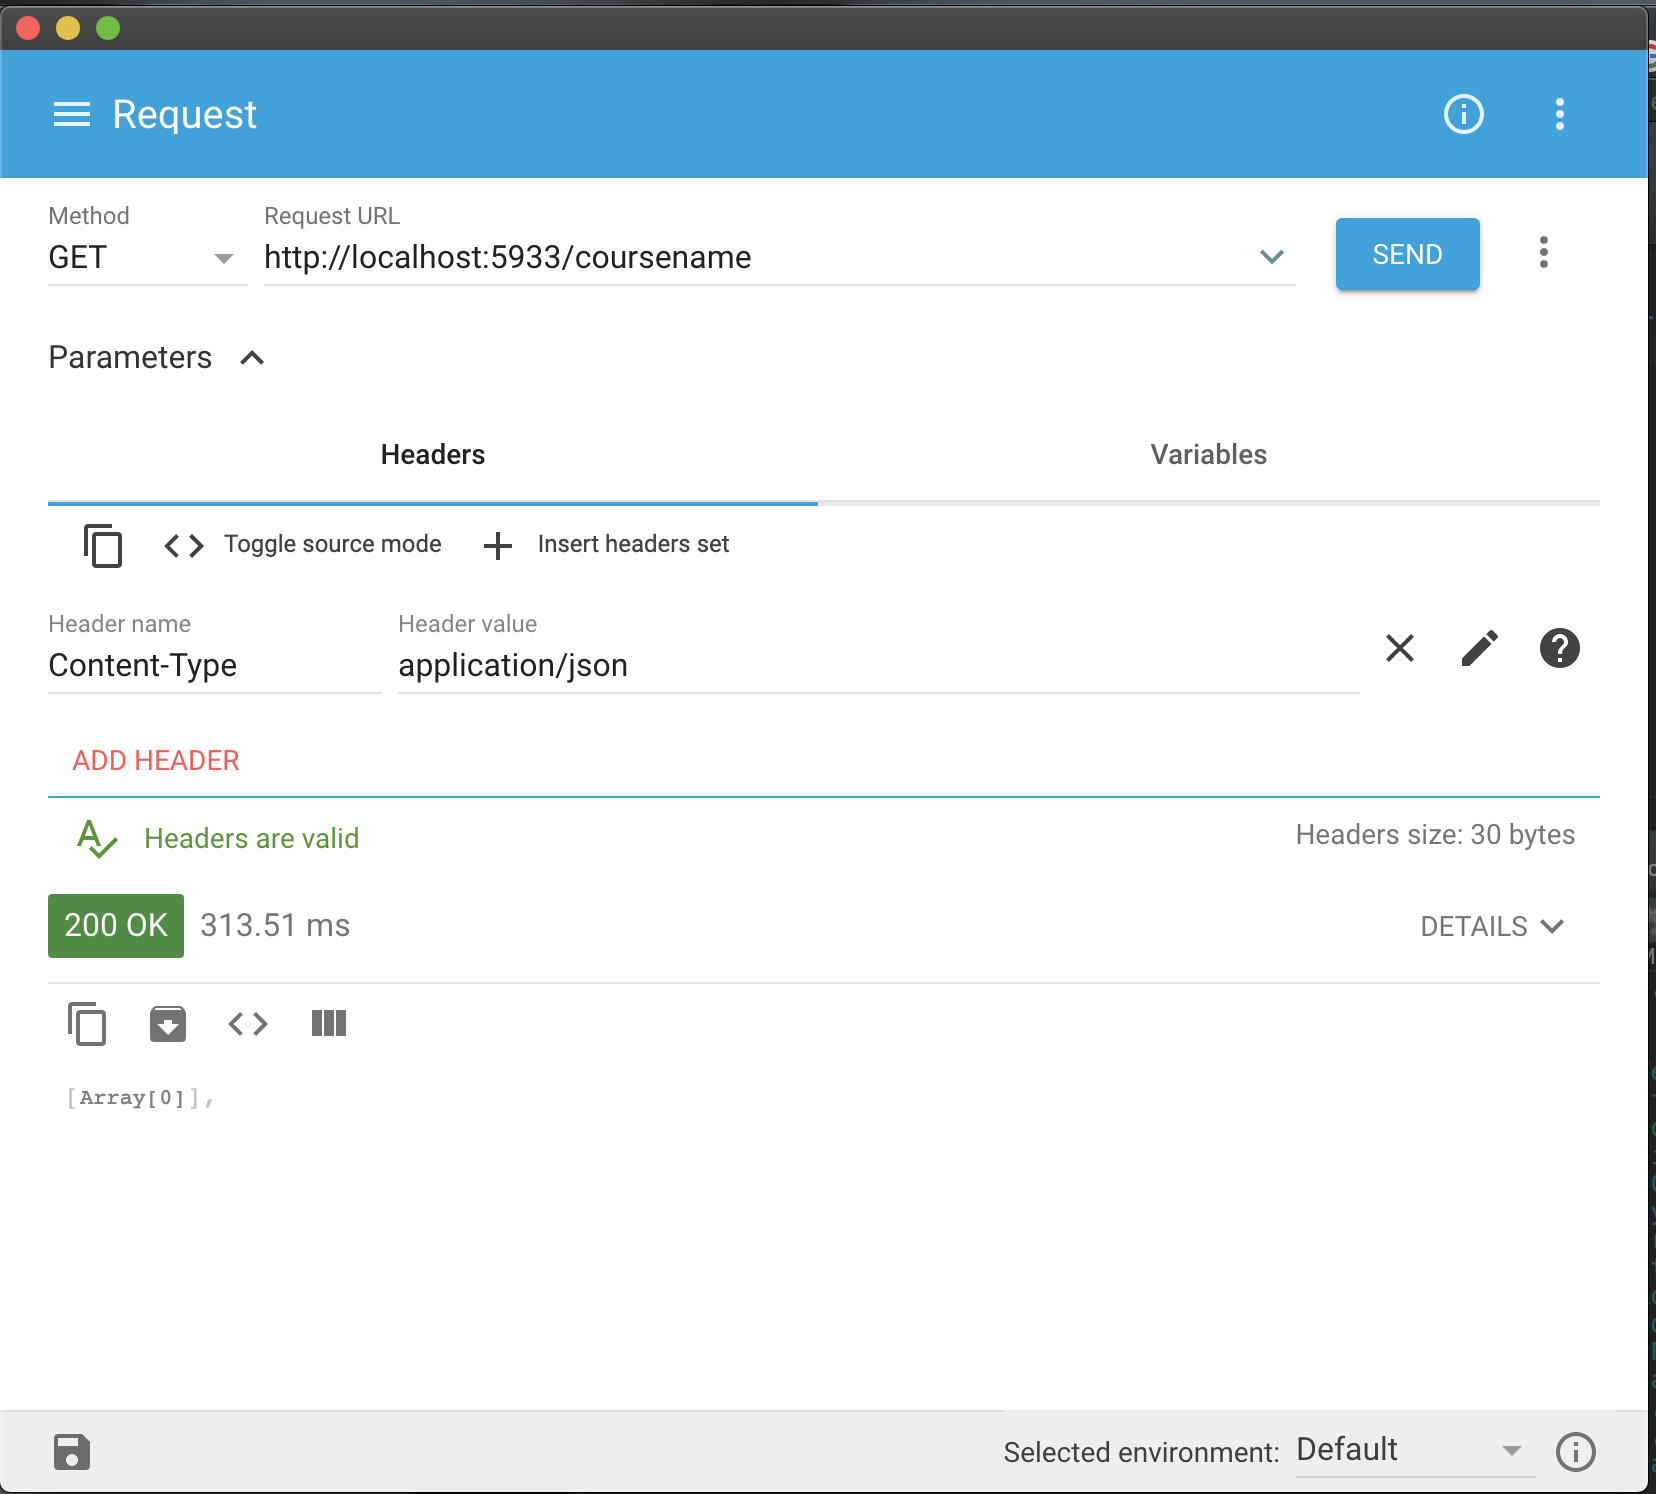 Request
Method
Request URL
GET
http://localhost:5933/coursename
SEND
Parameters
Headers
Variables
Toggle source mode
Insert headers set
Header name
Header value
Content-Type
application/json
ADD HEADER
Headers are valid
Headers size: 30 bytes
200 OK
313.51 ms
DETAILS
[Array[0]],
Selected environment:
Default